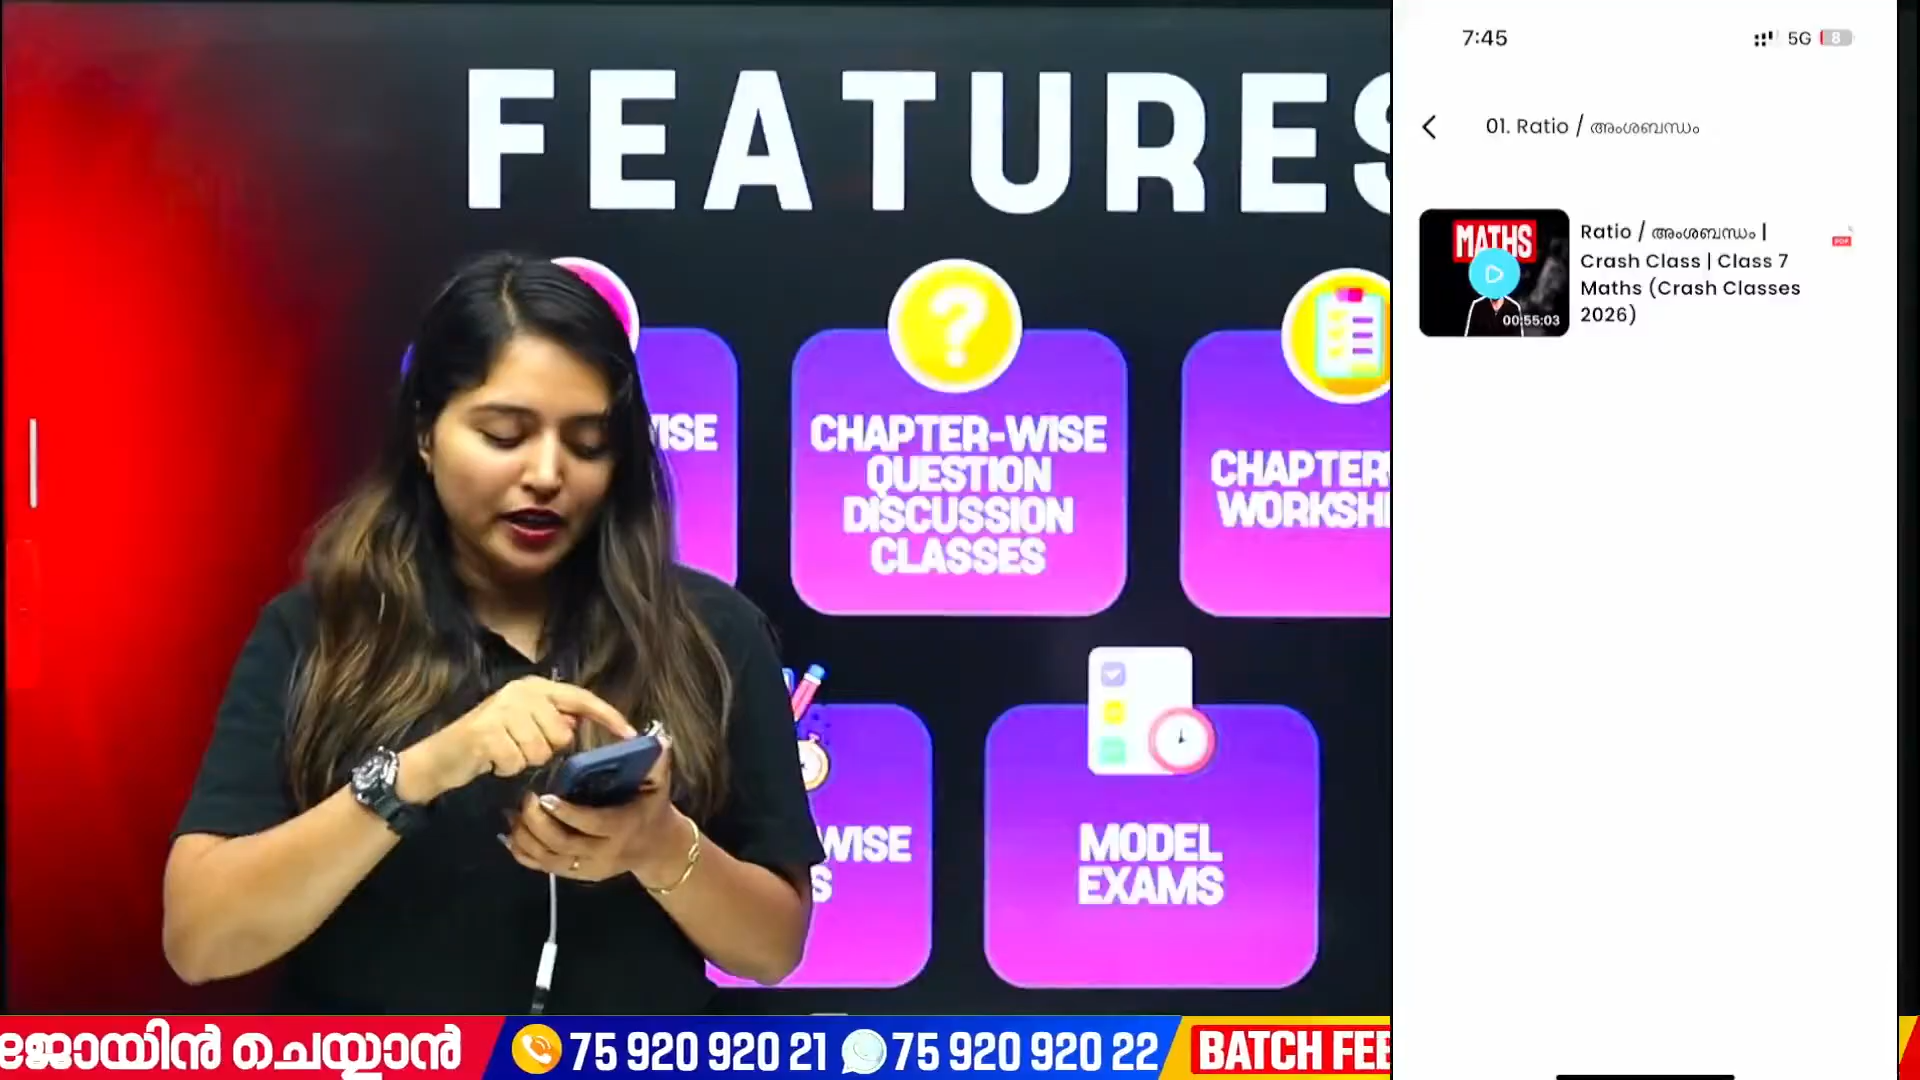 FEATURES
CHAPTER-WISE
QUESTION
DISCUSSION
CLASSES
CHAPTER
WORKSH
WISE
MODEL
EXAMS
7:45
5G
8
01. Ratio / അംശബന്ധം
MATHS
00:55:03
Ratio / അംശബന്ധം |
Crash Class | Class 7
Maths (Crash Classes
2026)
PDF
ജോയിൻ ചെയ്യാൻ
75 920 920 21
75 920 920 22
BATCH FEE